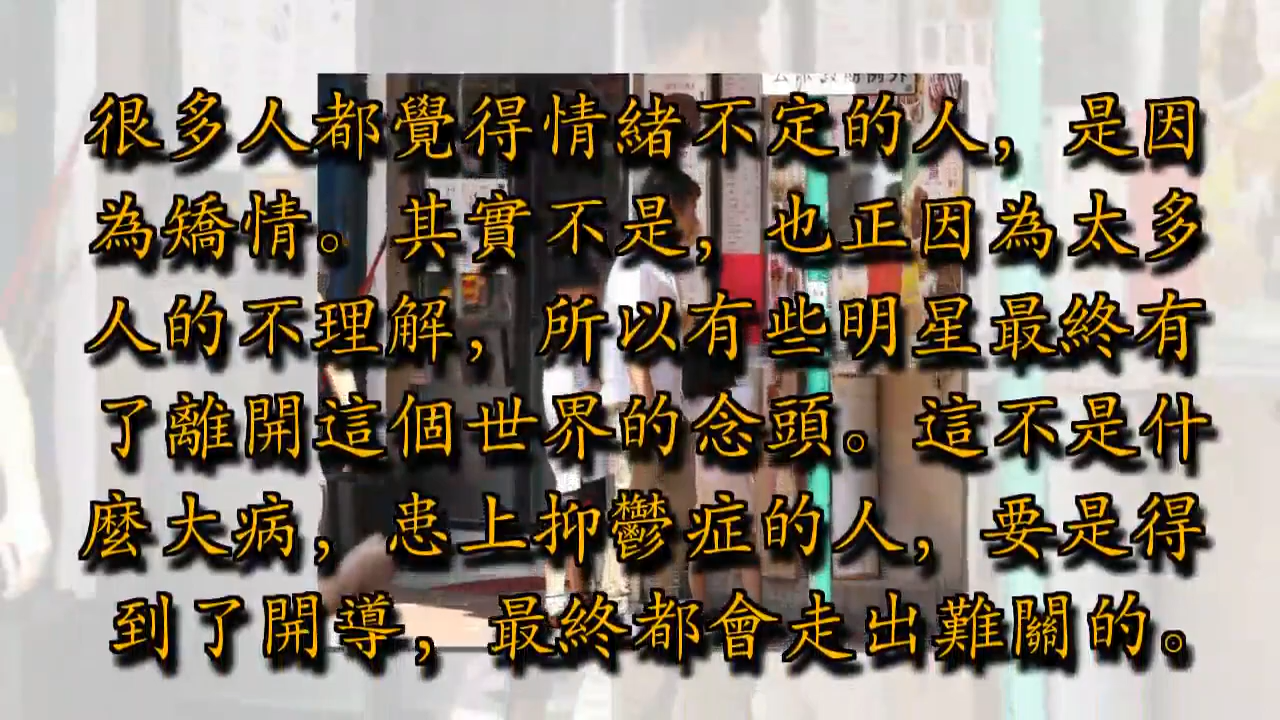 很多人都覺得情緒不定的人，是因
為矯情。其實不是，也正因為太多
人的不理解，所以有些明星最終有
了離開這個世界的念頭。這不是什
麼大病，患上抑鬱症的人，要是得
到了開導，最終都會走出難關的。